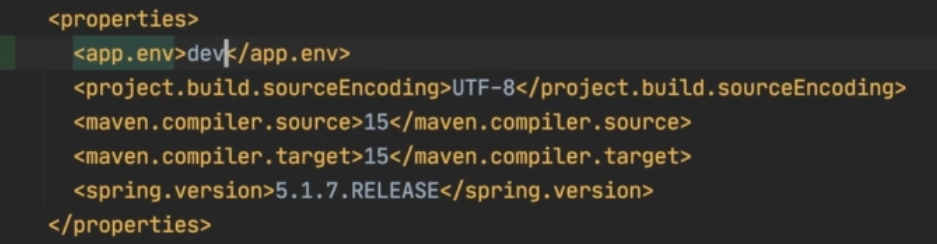 <properties>
<app.env>dev</app.env>
<project.build.sourceEncoding>UTF-8</project.build.sourceEncoding>
<maven.compiler.source>15</maven.compiler.source>
<maven.compiler.target>15</maven.compiler.target>
<spring.version>5.1.7.RELEASE</spring.version>
</properties>